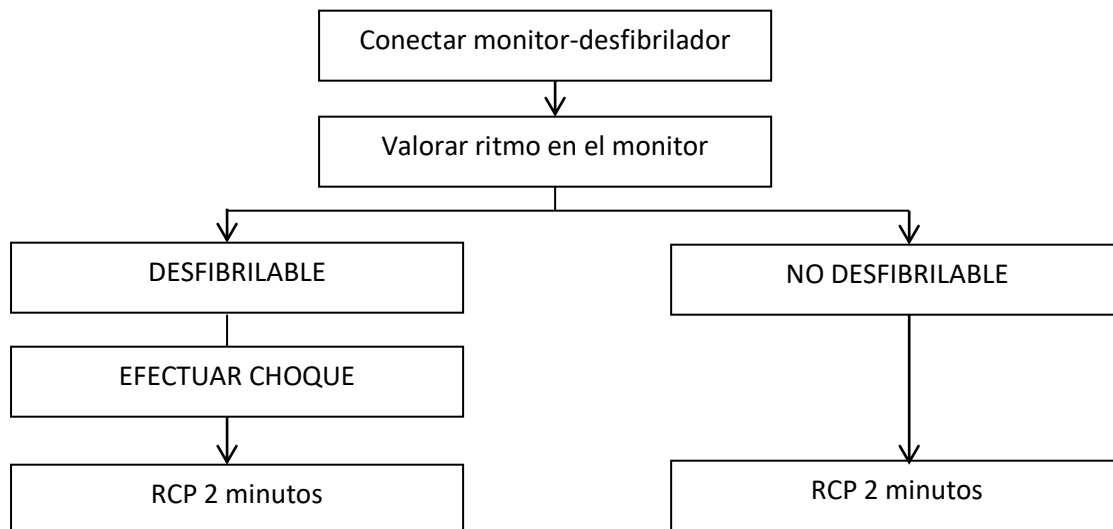 Conectar monitor-desfibrilador
Valorar ritmo en el monitor
DESFIBRILABLE
NO DESFIBRILABLE
EFECTUAR CHOQUE
RCP 2 minutos
RCP 2 minutos